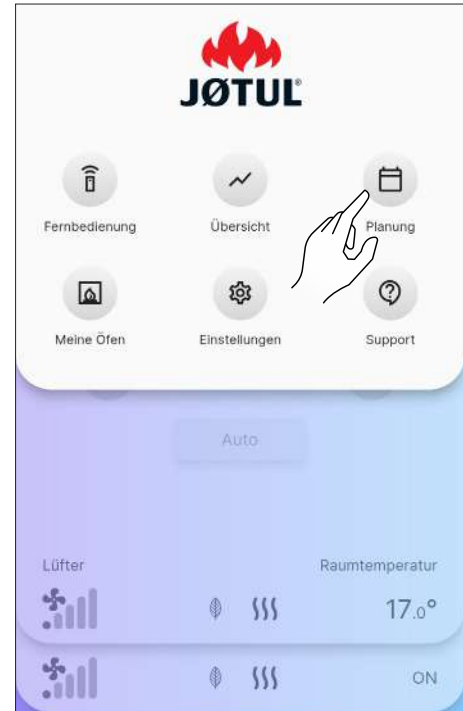 JØTUL®
Fernbedienung Übersicht Planung
Meine Öfen Einstellungen Support
Auto
Lüfter Raumtemperatur
17.0°
ON